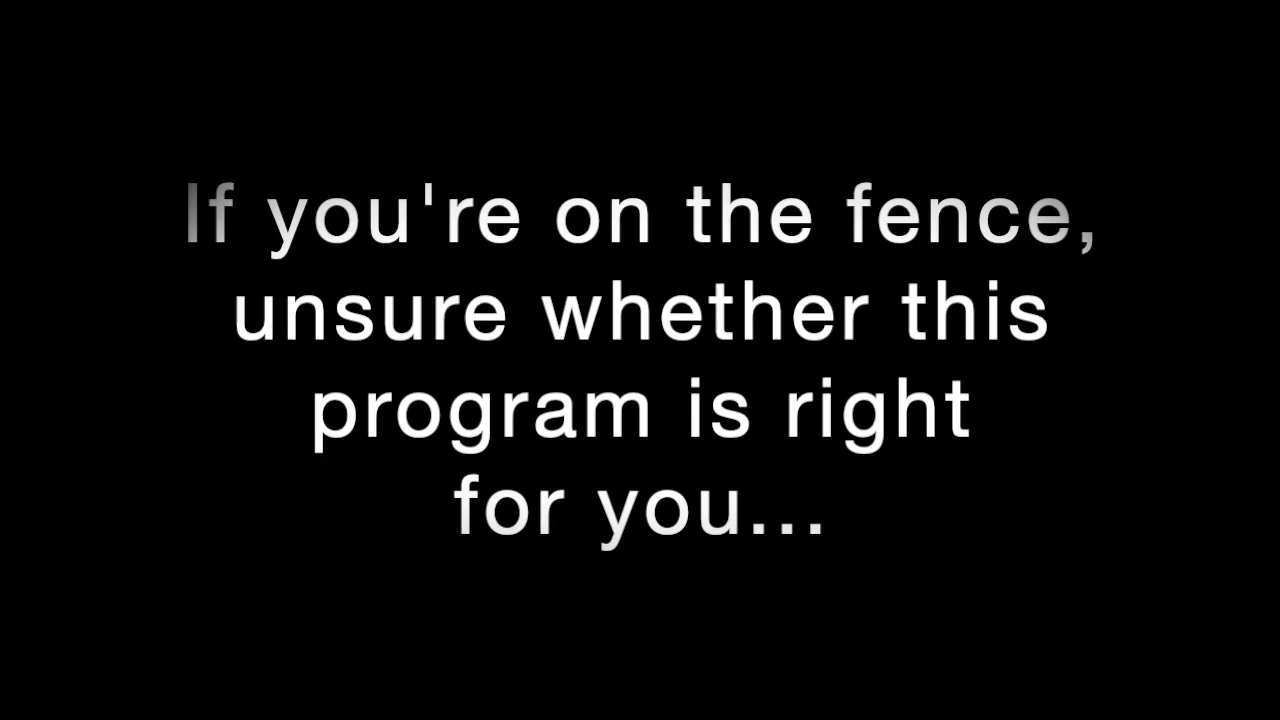 If you're on the fence,
unsure whether this
program is right
for you...